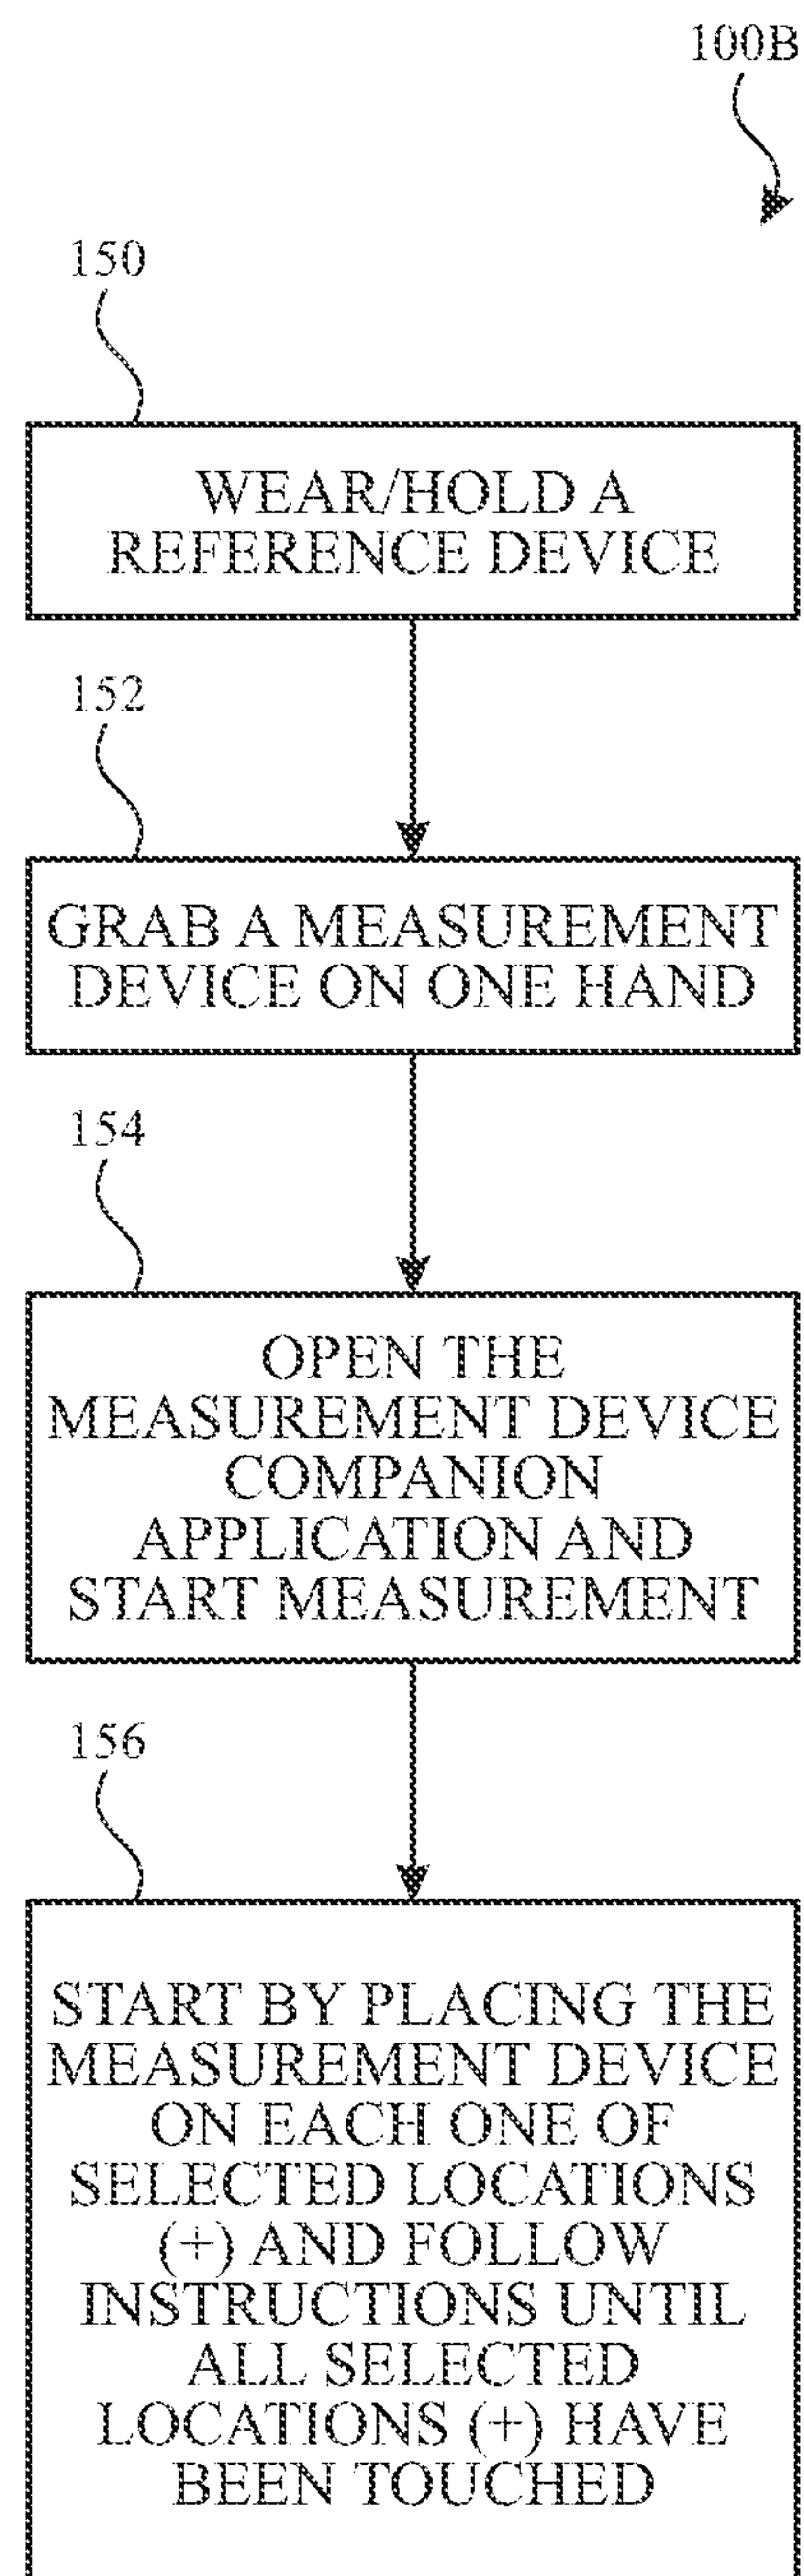 100B
150
WEAR/HOLD A
REFERENCE DEVICE
152
GRAB A MEASUREMENT
DEVICE ON ONE HAND
154
OPEN THE
MEASUREMENT DEVICE
COMPANION
APPLICATION AND
START MEASUREMENT
156
START BY PLACING THE
MEASUREMENT DEVICE
ON EACH ONE OF
SELECTED LOCATIONS
(+) AND FOLLOW
INSTRUCTIONS UNTIL
ALL SELECTED
LOCATIONS (+) HAVE
BEEN TOUCHED